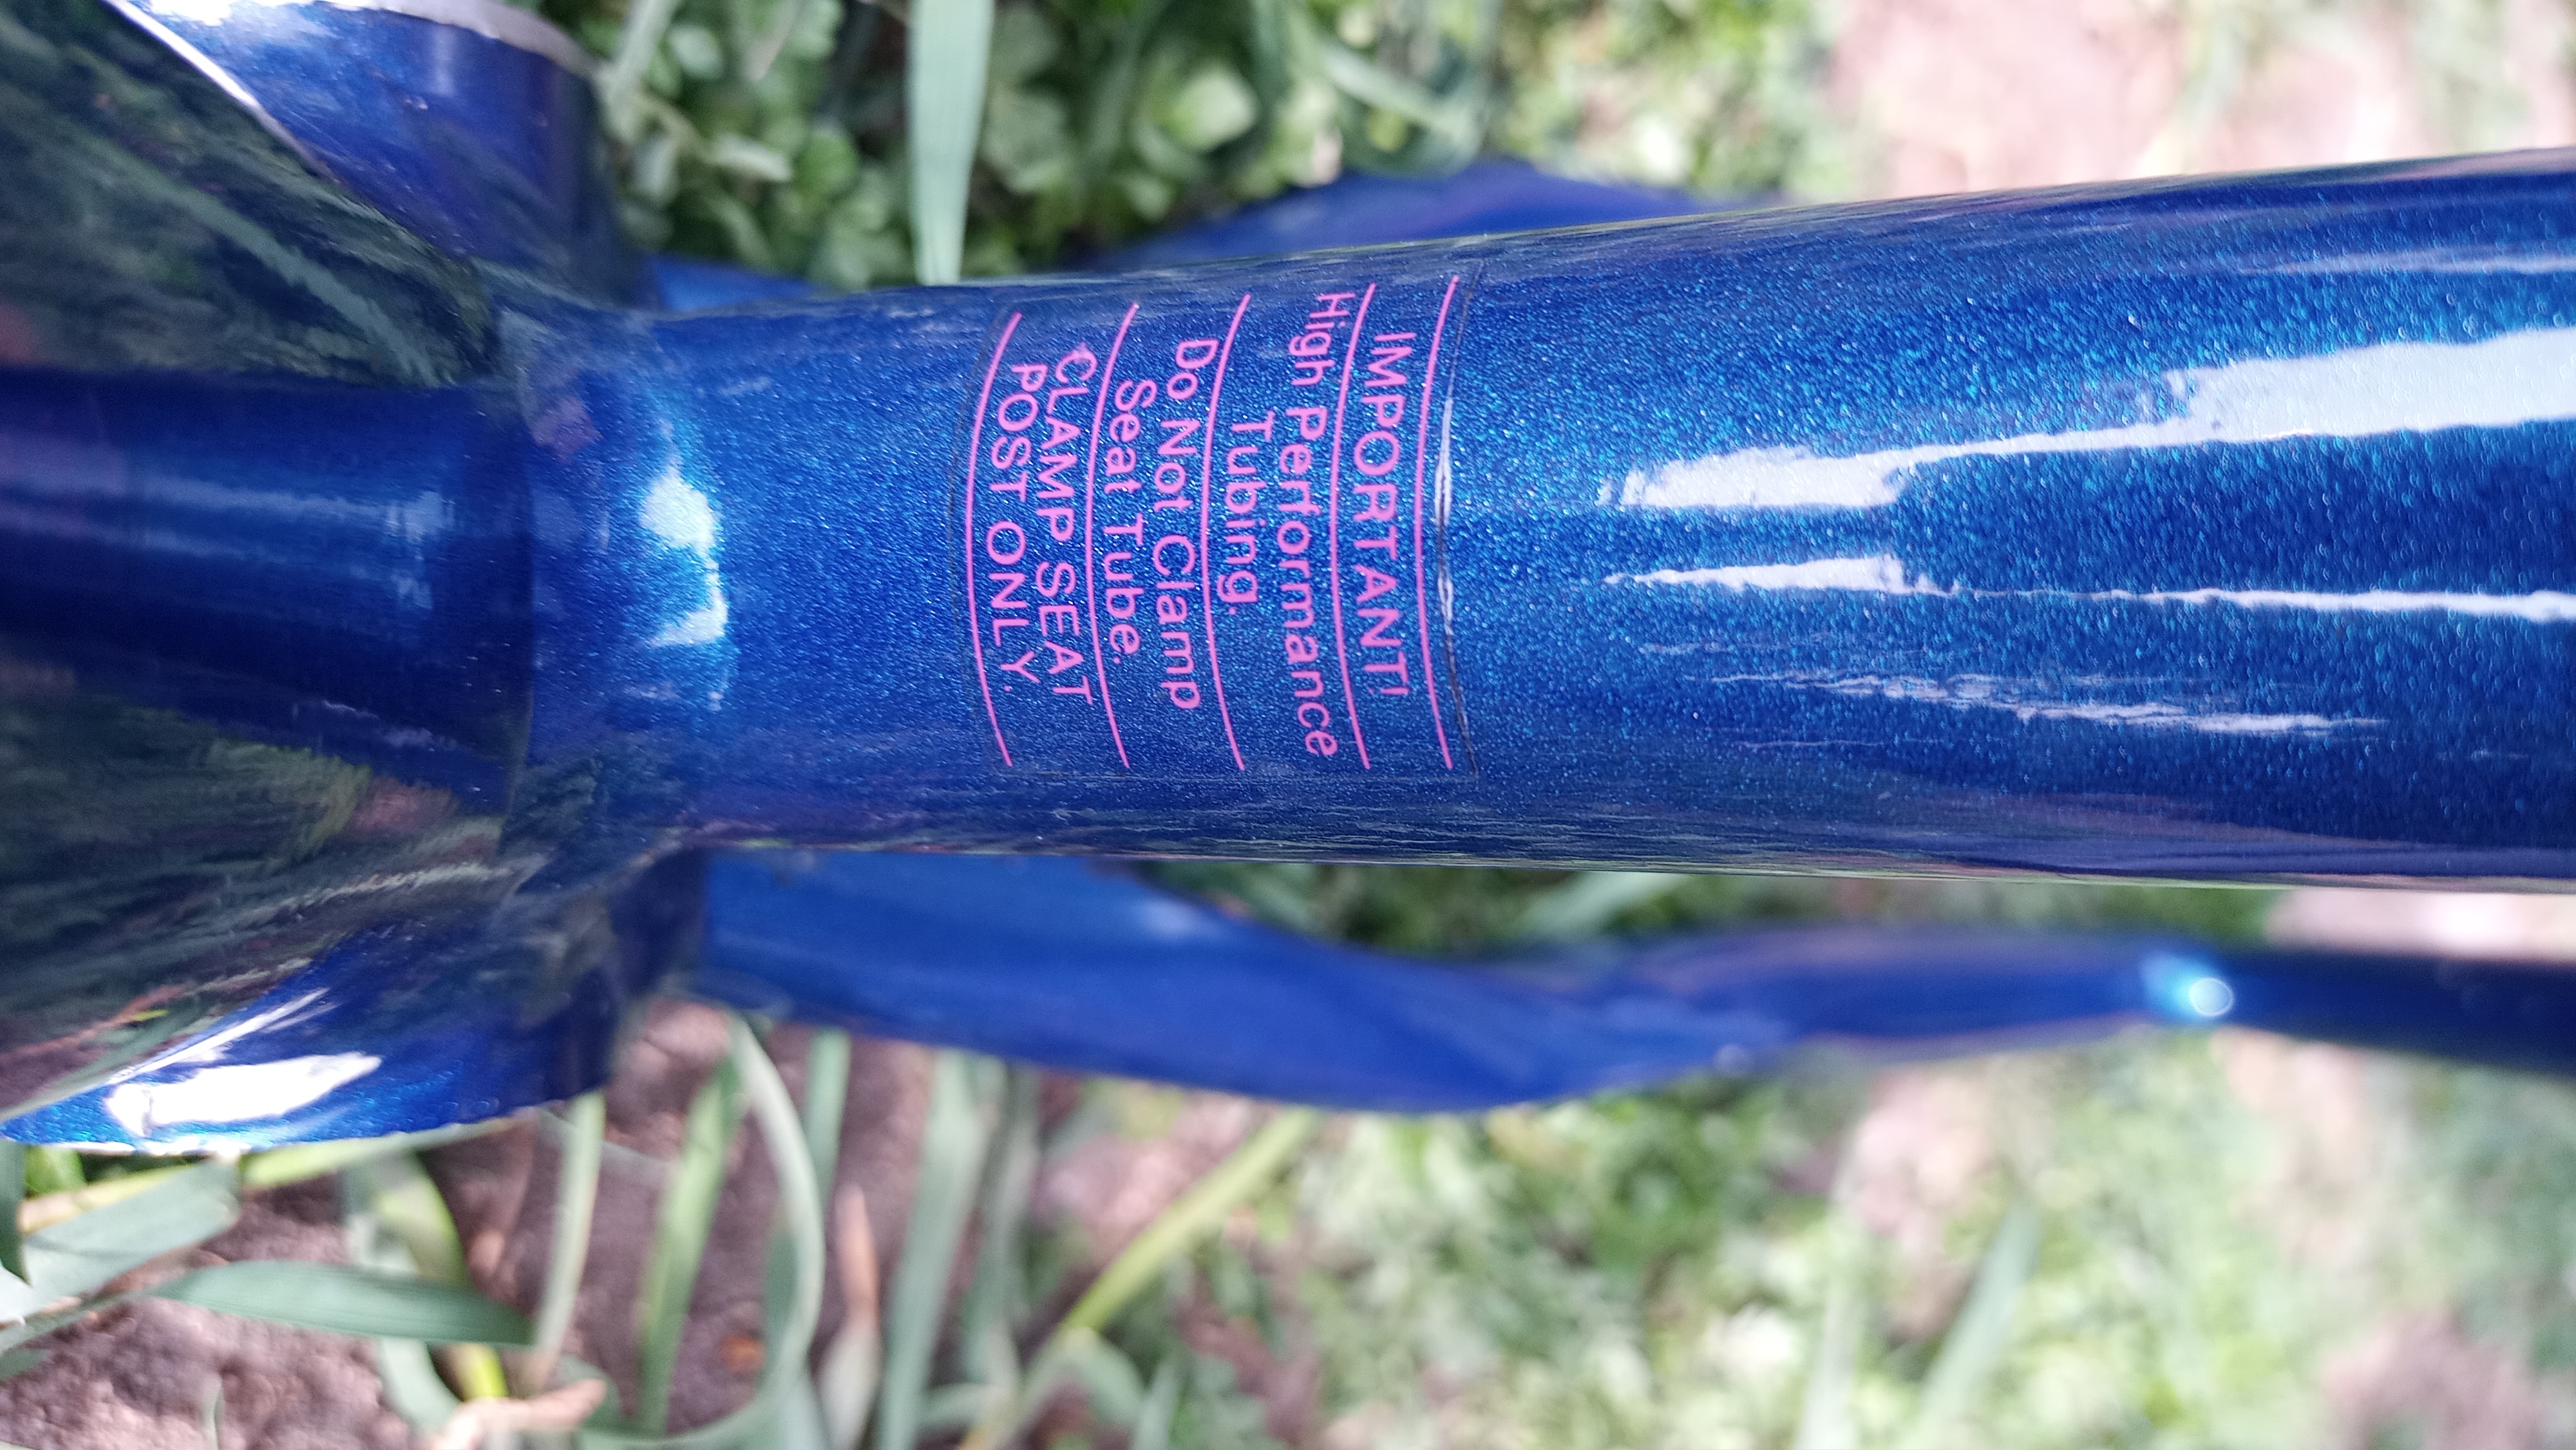 IMPORTANT!
High Performance
Tubing.
Do Not Clamp
Seat Tube.
CLAMP SEAT
POST ONLY.